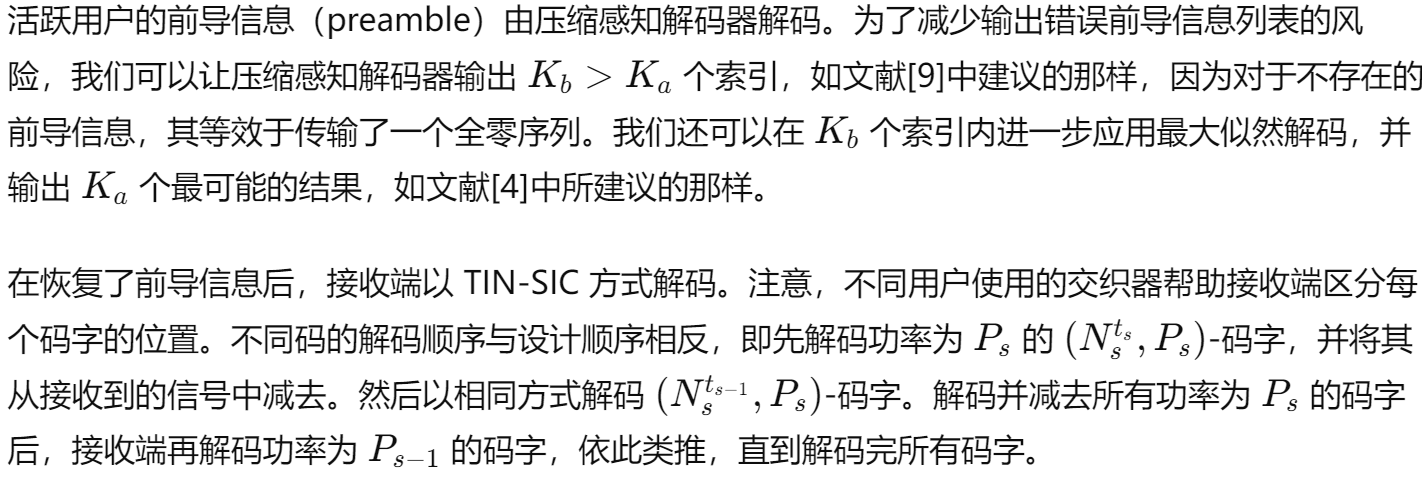 活跃用户的前导信息（preamble）由压缩感知解码器解码。为了减少输出错误前导信息列表的风
险，我们可以让压缩感知解码器输出 $K_b > K_a$ 个索引，如文献[9]中建议的那样，因为对于不存在的
前导信息，其等效于传输了一个全零序列。我们还可以在 $K_b$ 个索引内进一步应用最大似然解码，并
输出 $K_a$ 个最可能的结果，如文献[4]中所建议的那样。
在恢复了前导信息后，接收端以 TIN-SIC 方式解码。注意，不同用户使用的交织器帮助接收端区分每
个码字的位置。不同码的解码顺序与设计顺序相反，即先解码功率为 $P_s$ 的 $(N_s^{t_s}, P_s)$-码字，并将其
从接收到的信号中减去。然后以相同方式解码 $(N_s^{t_{s-1}}, P_s)$-码字。解码并减去所有功率为 $P_s$ 的码字
后，接收端再解码功率为 $P_{s-1}$ 的码字，依此类推，直到解码完所有码字。